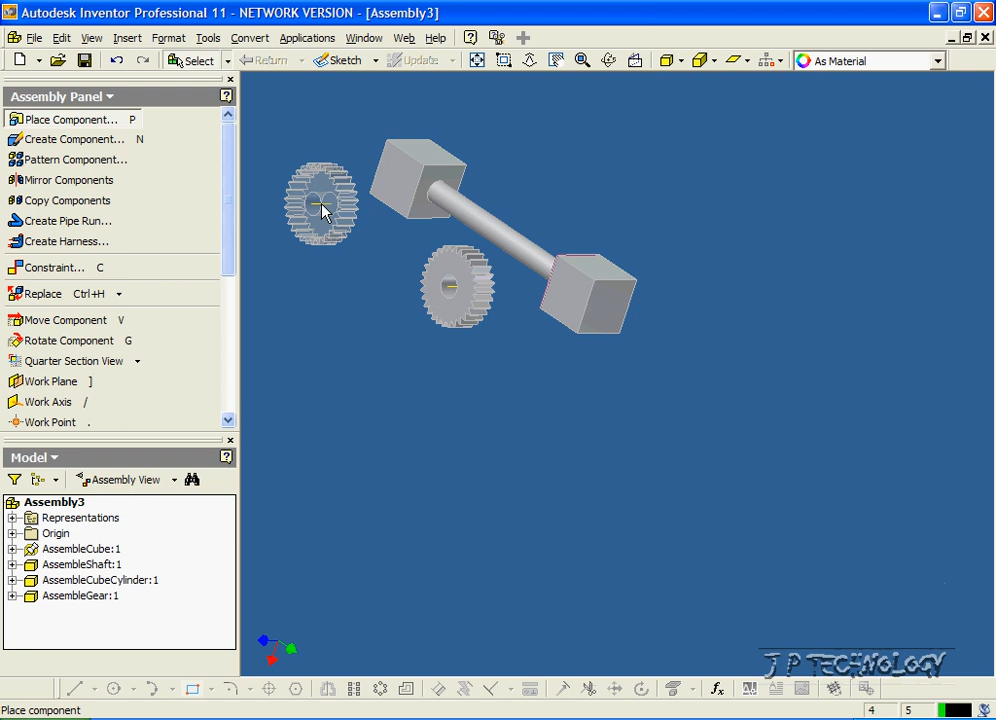 Autodesk Inventor Professional 11 - NETWORK VERSION - [Assembly3]
File Edit View Insert Format Tools Convert Applications Window Web Help
Select Return Sketch Update As Material
Assembly Panel
Place Component... P
Create Component... N
Pattern Component...
Mirror Components
Copy Components
Create Pipe Run...
Create Harness...
Constraint... C
Replace Ctrl+H
Move Component V
Rotate Component G
Quarter Section View
Work Plane ]
Work Axis /
Work Point .
Model
Assembly View
Assembly3
Representations
Origin
AssembleCube:1
AssembleShaft:1
AssembleCubeCylinder:1
AssembleGear:1
J P TECHNOLOGY
Place component 4 5